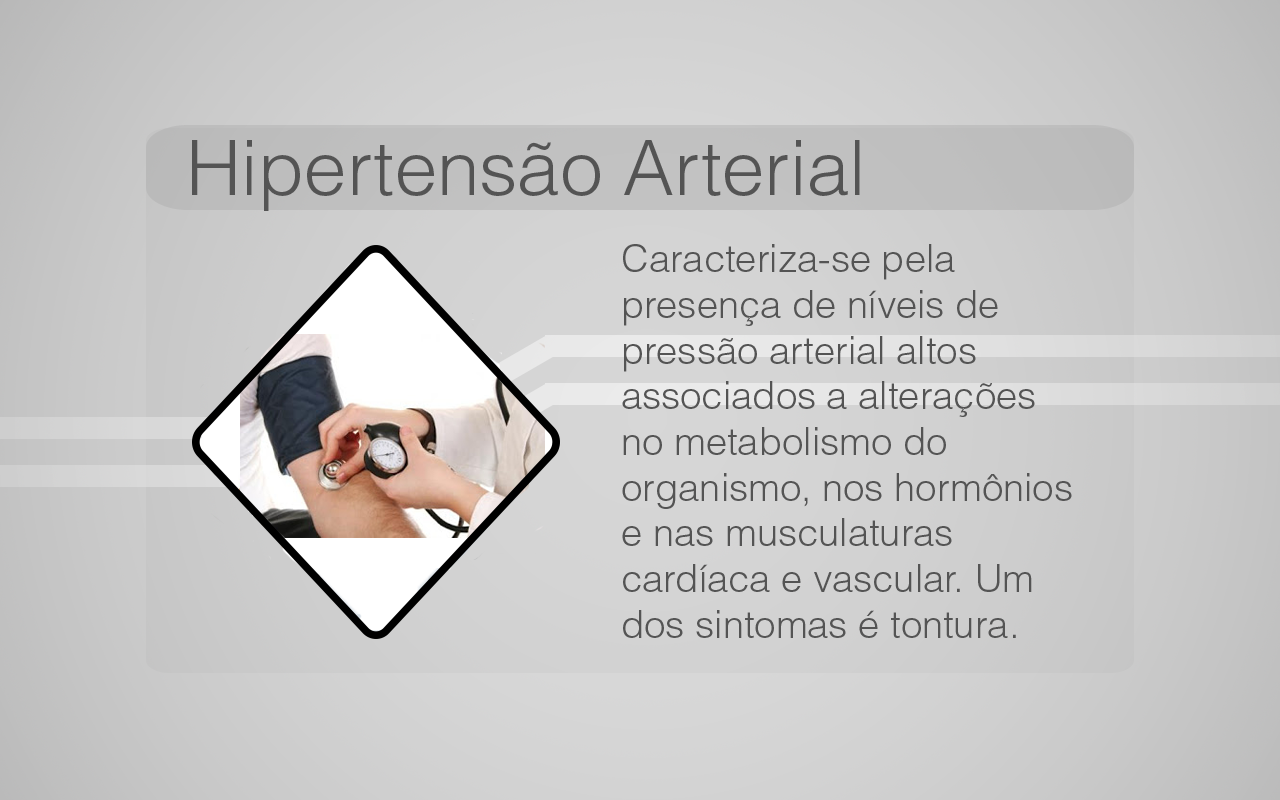 Hipertensão Arterial
Caracteriza-se pela
presença de níveis de
pressão arterial altos
associados a alterações
no metabolismo do
organismo, nos hormônios
e nas musculaturas
cardíaca e vascular. Um
dos sintomas é tontura.